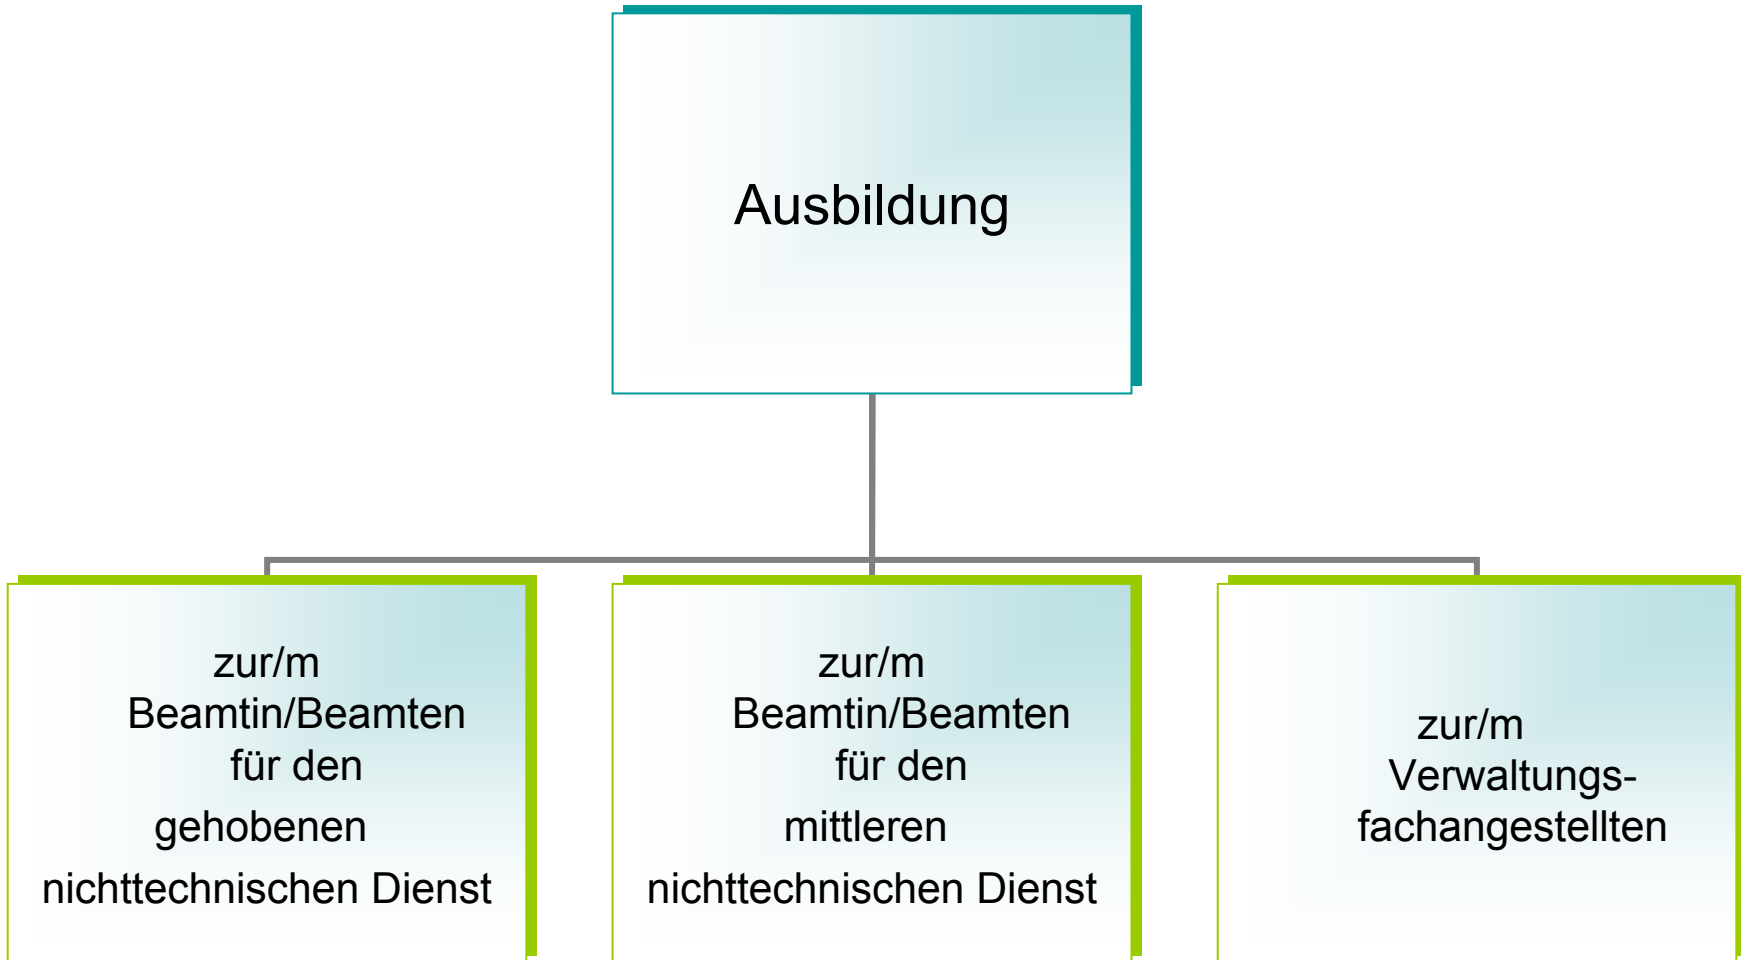 Ausbildung
zur/m
Beamtin/Beamten
für den
gehobenen
nichttechnischen Dienst
zur/m
Beamtin/Beamten
für den
mittleren
nichttechnischen Dienst
zur/m
Verwaltungs-
fachangestellten